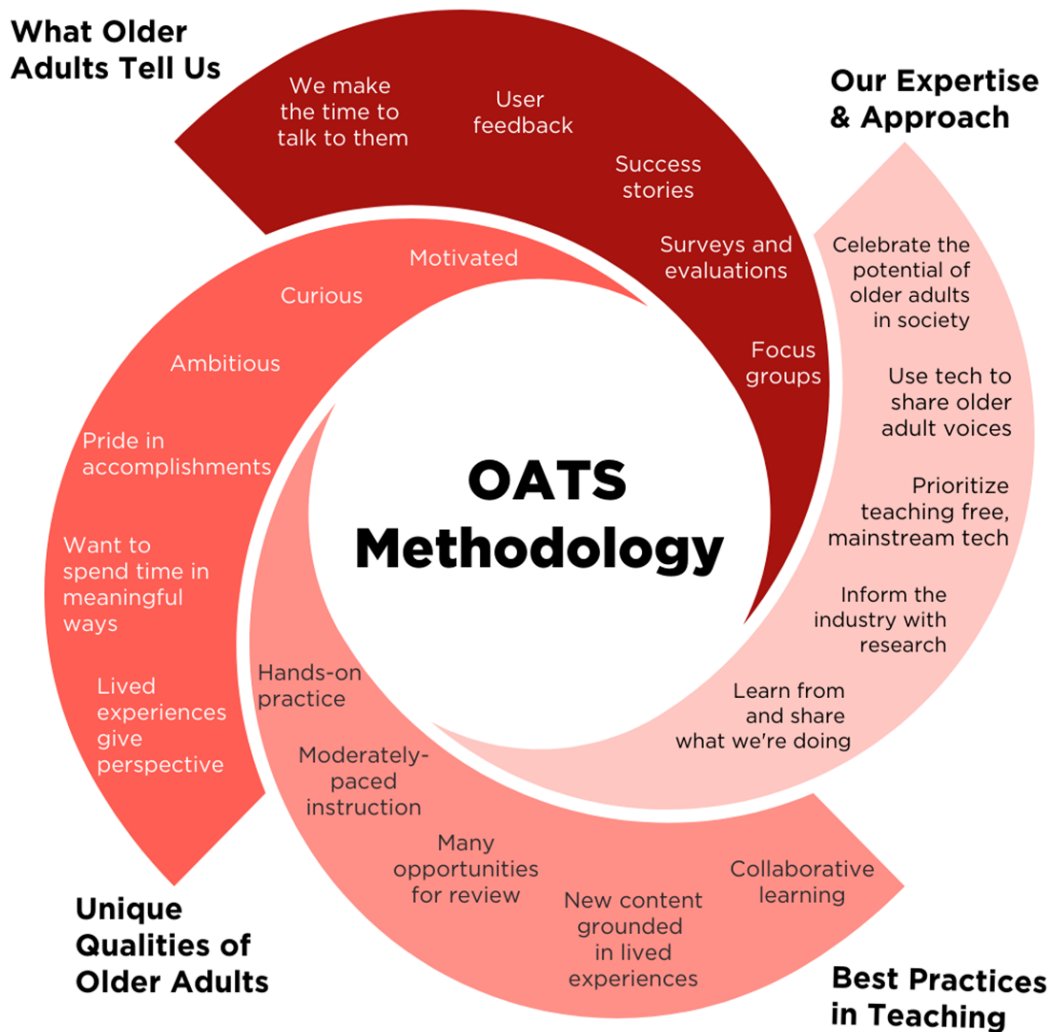 What Older
Adults Tell Us
We make
the time to
talk to them
User
feedback
Success
stories
Surveys and
evaluations
Focus
groups
Our Expertise
& Approach
Celebrate the
potential of
older adults
in society
Use tech to
share older
adult voices
Prioritize
teaching free,
mainstream tech
Inform the
industry with
research
Learn from
and share
what we're doing
Motivated
Curious
Ambitious
Pride in
accomplishments
Want to
spend time in
meaningful
ways
Lived
experiences
give
perspective
Unique
Qualities of
Older Adults
OATS
Methodology
Hands-on
practice
Moderately-
paced
instruction
Many
opportunities
for review
New content
grounded
in lived
experiences
Collaborative
learning
Best Practices
in Teaching